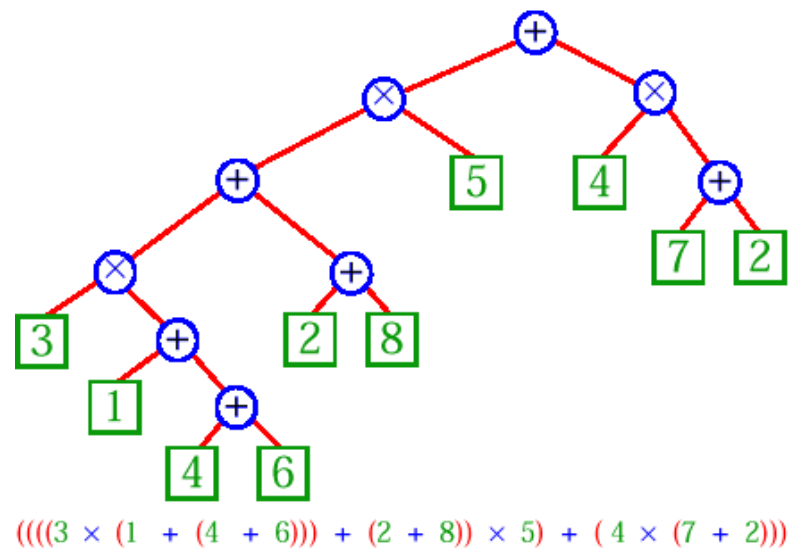 +
× ×
+ 5 4 +
7 2
× +
3 + 2 8
1 +
4 6
((((3 × (1 + (4 + 6))) + (2 + 8)) × 5) + ( 4 × (7 + 2)))